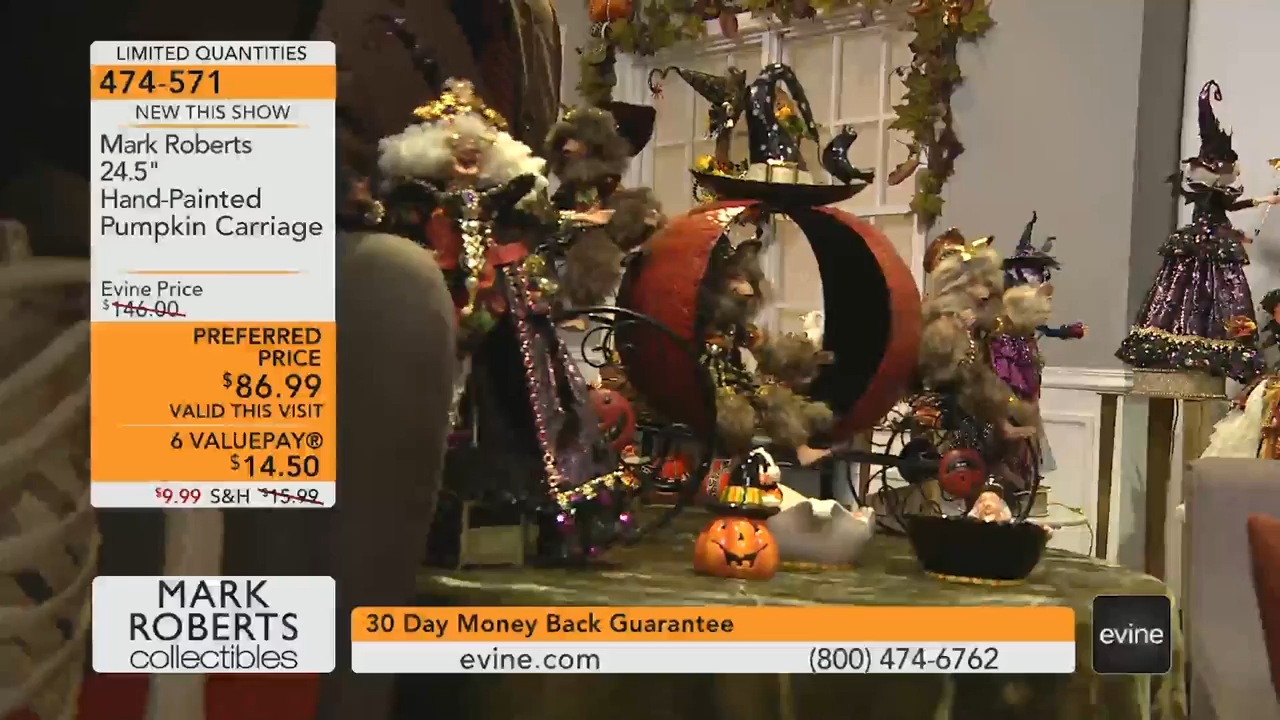 LIMITED QUANTITIES
474-571
NEW THIS SHOW
Mark Roberts
24.5"
Hand-Painted
Pumpkin Carriage
Evine Price
$146.00
PREFERRED
PRICE
$86.99
VALID THIS VISIT
6 VALUEPAY®
$14.50
$9.99 S&H $15.99
MARK
ROBERTS
collectibles
30 Day Money Back Guarantee
evine.com (800) 474-6762
evine